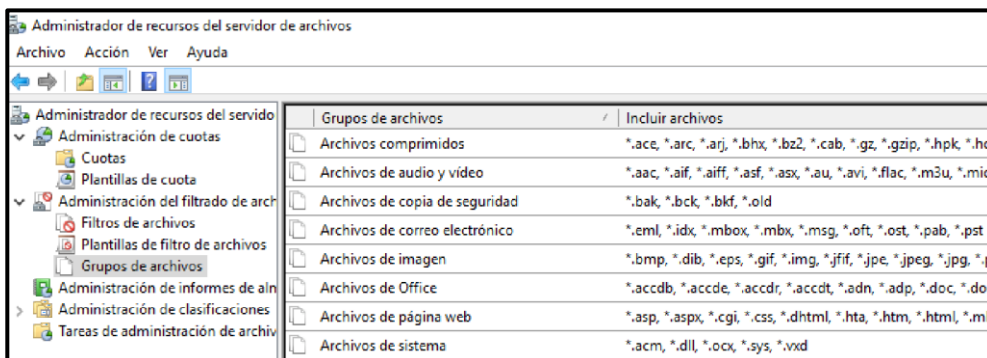 Administrador de recursos del servidor de archivos
Archivo Acción Ver Ayuda
Administrador de recursos del servido
Administración de cuotas
Cuotas
Plantillas de cuota
Administración del filtrado de arch
Filtros de archivos
Plantillas de filtro de archivos
Grupos de archivos
Administración de informes de aln
Administración de clasificaciones
Tareas de administración de archiv
Grupos de archivos Incluir archivos
Archivos comprimidos *.ace, *.arc, *.arj, *.bhx, *.bz2, *.cab, *.gz, *.gzip, *.hpk, *.hq
Archivos de audio y vídeo *.aac, *.aif, *.aiff, *.asf, *.asx, *.au, *.avi, *.flac, *.m3u, *.mid
Archivos de copia de seguridad *.bak, *.bck, *.bkf, *.old
Archivos de correo electrónico *.eml, *.idx, *.mbox, *.mbx, *.msg, *.oft, *.ost, *.pab, *.pst
Archivos de imagen *.bmp, *.dib, *.eps, *.gif, *.img, *.jfif, *.jpe, *.jpeg, *.jpg, *.p
Archivos de Office *.accdb, *.accde, *.accdr, *.accdt, *.adn, *.adp, *.doc, *.do
Archivos de página web *.asp, *.aspx, *.cgi, *.css, *.dhtml, *.hta, *.htm, *.html, *.m
Archivos de sistema *.acm, *.dll, *.ocx, *.sys, *.vxd